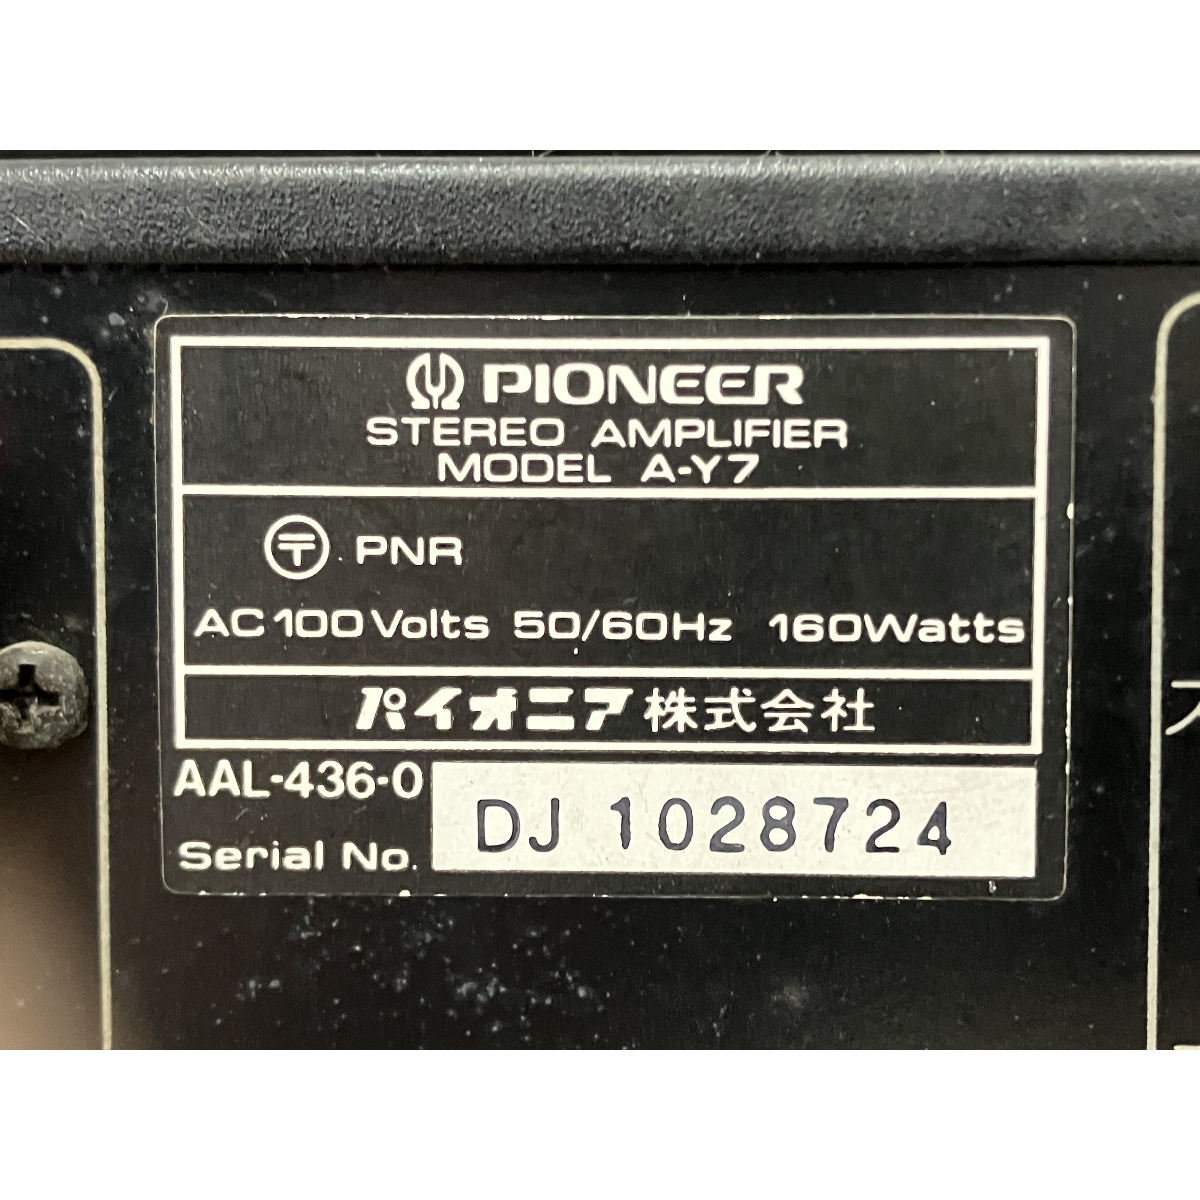 PIONEER
STEREO AMPLIFIER
MODEL A-Y7
〒 PNR
AC 100 Volts 50/60Hz 160Watts
パイオニア株式会社
AAL-436-0
DJ 1028724
Serial No.